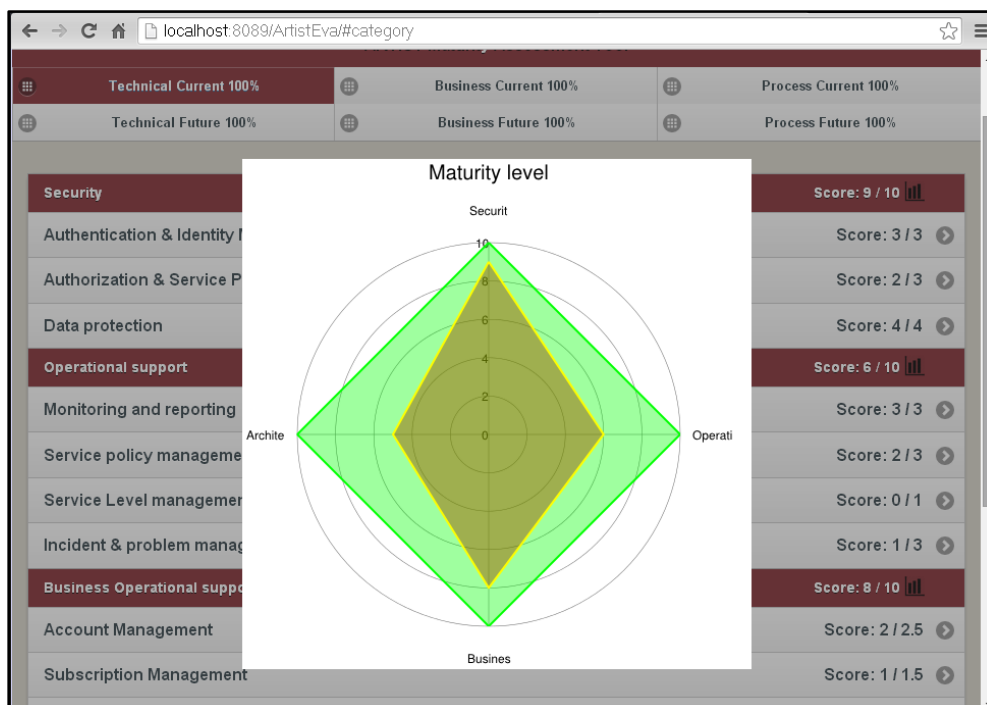 localhost:8089/ArtistEva/#category
Technical Current 100%
Business Current 100%
Process Current 100%
Technical Future 100%
Business Future 100%
Process Future 100%
Maturity level
Security
Score: 9 / 10
Securit
Authentication & Identity
Score: 3 / 3
10
Authorization & Service P
Score: 2 / 3
8
Data protection
Score: 4 / 4
6
Operational support
Score: 6 / 10
4
Monitoring and reporting
Score: 3 / 3
2
Archite
0
Operati
Service policy manageme
Score: 2 / 3
Service Level managemen
Score: 0 / 1
Incident & problem manag
Score: 1 / 3
Business Operational suppo
Score: 8 / 10
Account Management
Score: 2 / 2.5
Busines
Subscription Management
Score: 1 / 1.5